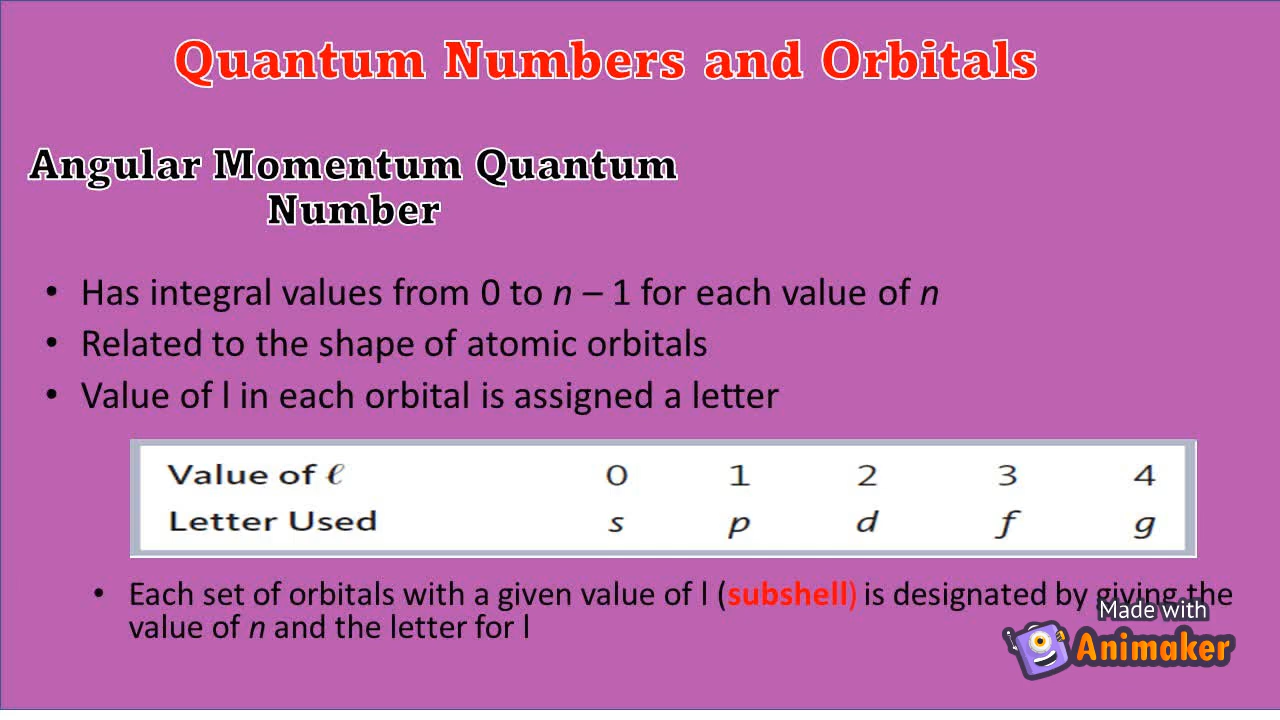 Quantum Numbers and Orbitals
Angular Momentum Quantum
Number
• Has integral values from 0 to n – 1 for each value of n
• Related to the shape of atomic orbitals
• Value of l in each orbital is assigned a letter
Value of ℓ 0 1 2 3 4
Letter Used s p d f g
• Each set of orbitals with a given value of l (subshell) is designated by giving the
value of n and the letter for l
Made with
Animaker